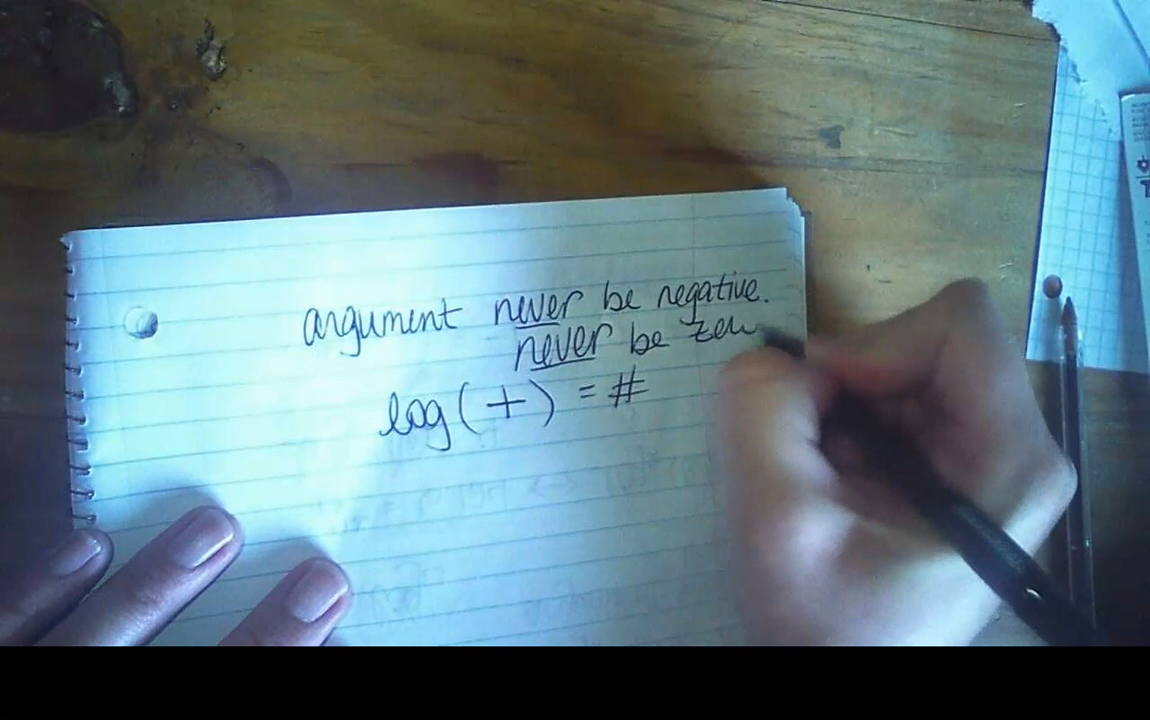 argument never be negative.
never be zero
log(+) = #